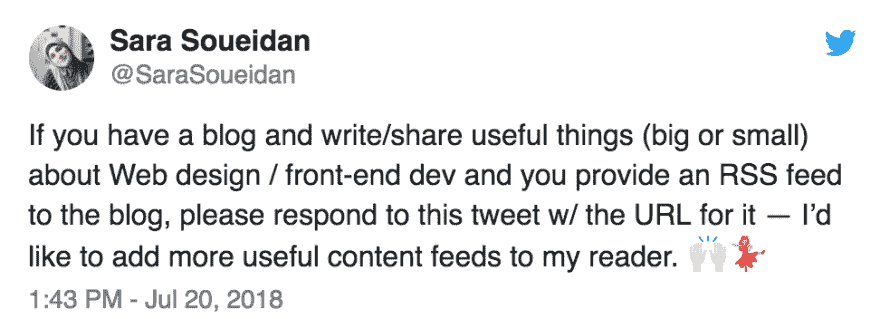 Sara Soueidan
@SaraSoueidan
If you have a blog and write/share useful things (big or small)
about Web design / front-end dev and you provide an RSS feed
to the blog, please respond to this tweet w/ the URL for it — I’d
like to add more useful content feeds to my reader. 🙌💃
1:43 PM - Jul 20, 2018